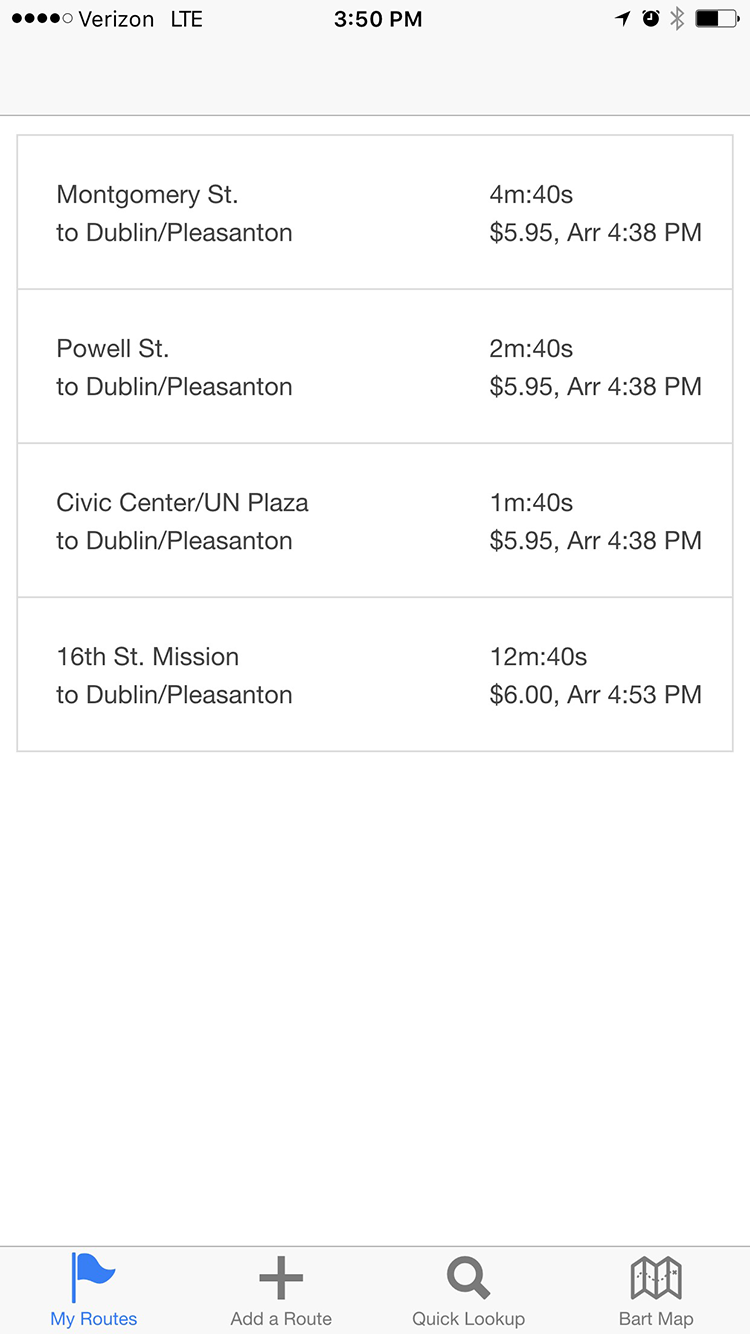 Verizon LTE 3:50 PM
Montgomery St. 4m:40s
to Dublin/Pleasanton $5.95, Arr 4:38 PM
Powell St. 2m:40s
to Dublin/Pleasanton $5.95, Arr 4:38 PM
Civic Center/UN Plaza 1m:40s
to Dublin/Pleasanton $5.95, Arr 4:38 PM
16th St. Mission 12m:40s
to Dublin/Pleasanton $6.00, Arr 4:53 PM
My Routes Add a Route Quick Lookup Bart Map